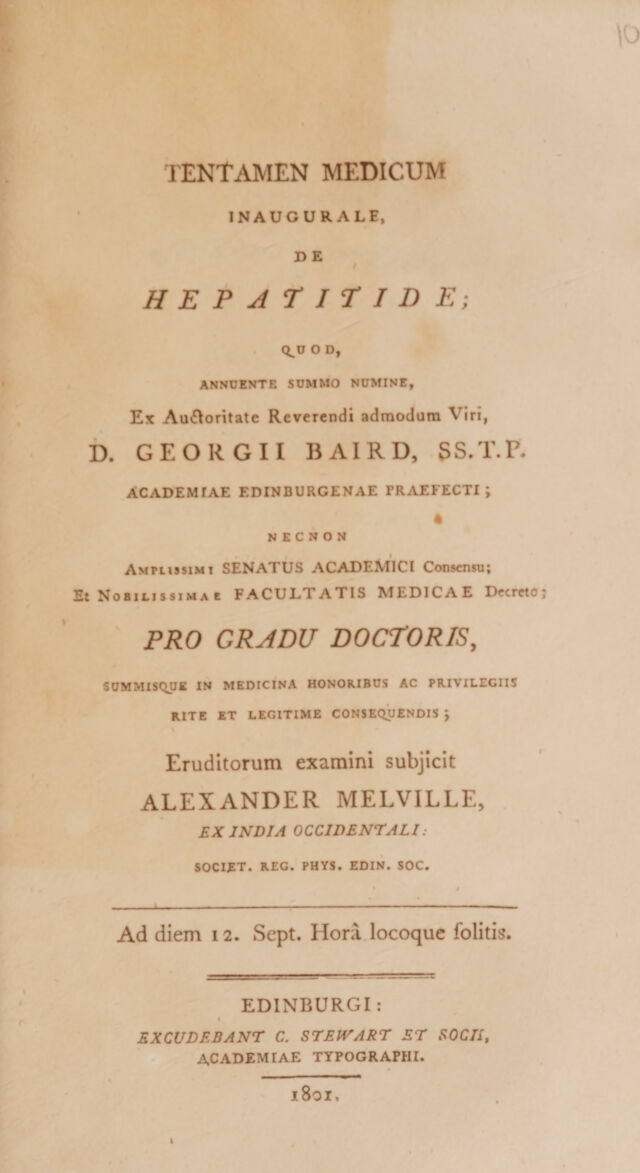 10
TENTAMEN MEDICUM
INAUGURALE,
DE
HEPATITIDE;
QUOD,
ANNUENTE SUMMO NUMINE,
Ex Auctoritate Reverendi admodum Viri,
D. GEORGII BAIRD, SS.T.P.
ACADEMIAE EDINBURGENAE PRAEFECTI;
NECNON
AMPLISSIMI SENATUS ACADEMICI Consensu;
Et NOBILISSIMAE FACULTATIS MEDICAE Decreto;
PRO GRADU DOCTORIS,
SUMMISQUE IN MEDICINA HONORIBUS AC PRIVILEGIIS
RITE ET LEGITIME CONSEQUENDIS;
Eruditorum examini subjicit
ALEXANDER MELVILLE,
EX INDIA OCCIDENTALI:
SOCIET. REG. PHYS. EDIN. SOC.
Ad diem 12. Sept. Horâ locoque ſolitis.
EDINBURGI:
EXCUDEBANT C. STEWART ET SOCII,
ACADEMIAE TYPOGRAPHI.
1801.